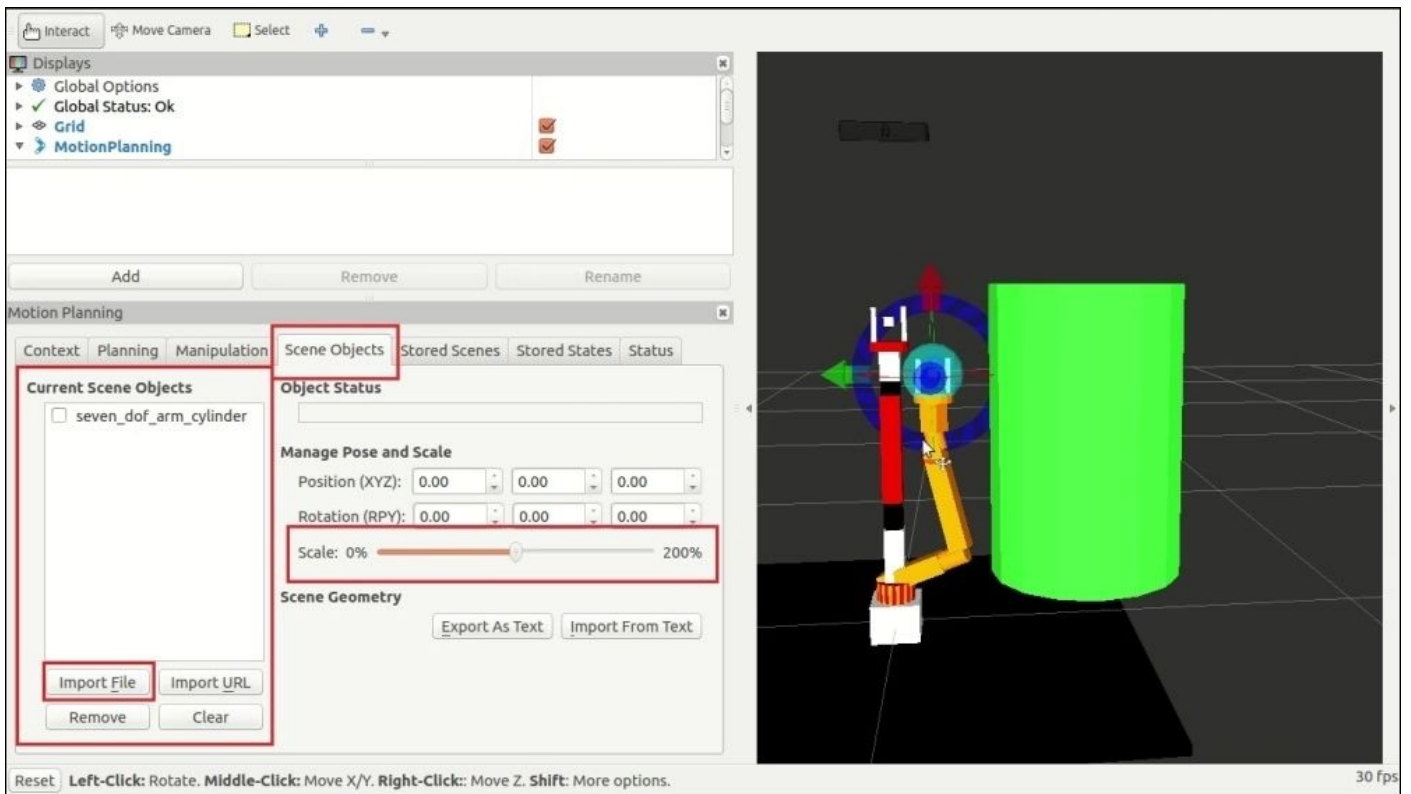 Interact Move Camera Select
Displays
Global Options
Global Status: Ok
Grid
MotionPlanning
Add Remove Rename
Motion Planning
Context Planning Manipulation Scene Objects Stored Scenes Stored States Status
Current Scene Objects
seven_dof_arm_cylinder
Import File Import URL
Remove Clear
Object Status
Manage Pose and Scale
Position (XYZ): 0.00 0.00 0.00
Rotation (RPY): 0.00 0.00 0.00
Scale: 0% 200%
Scene Geometry
Export As Text Import From Text
Reset Left-Click: Rotate. Middle-Click: Move X/Y. Right-Click:: Move Z. Shift: More options. 30 fps